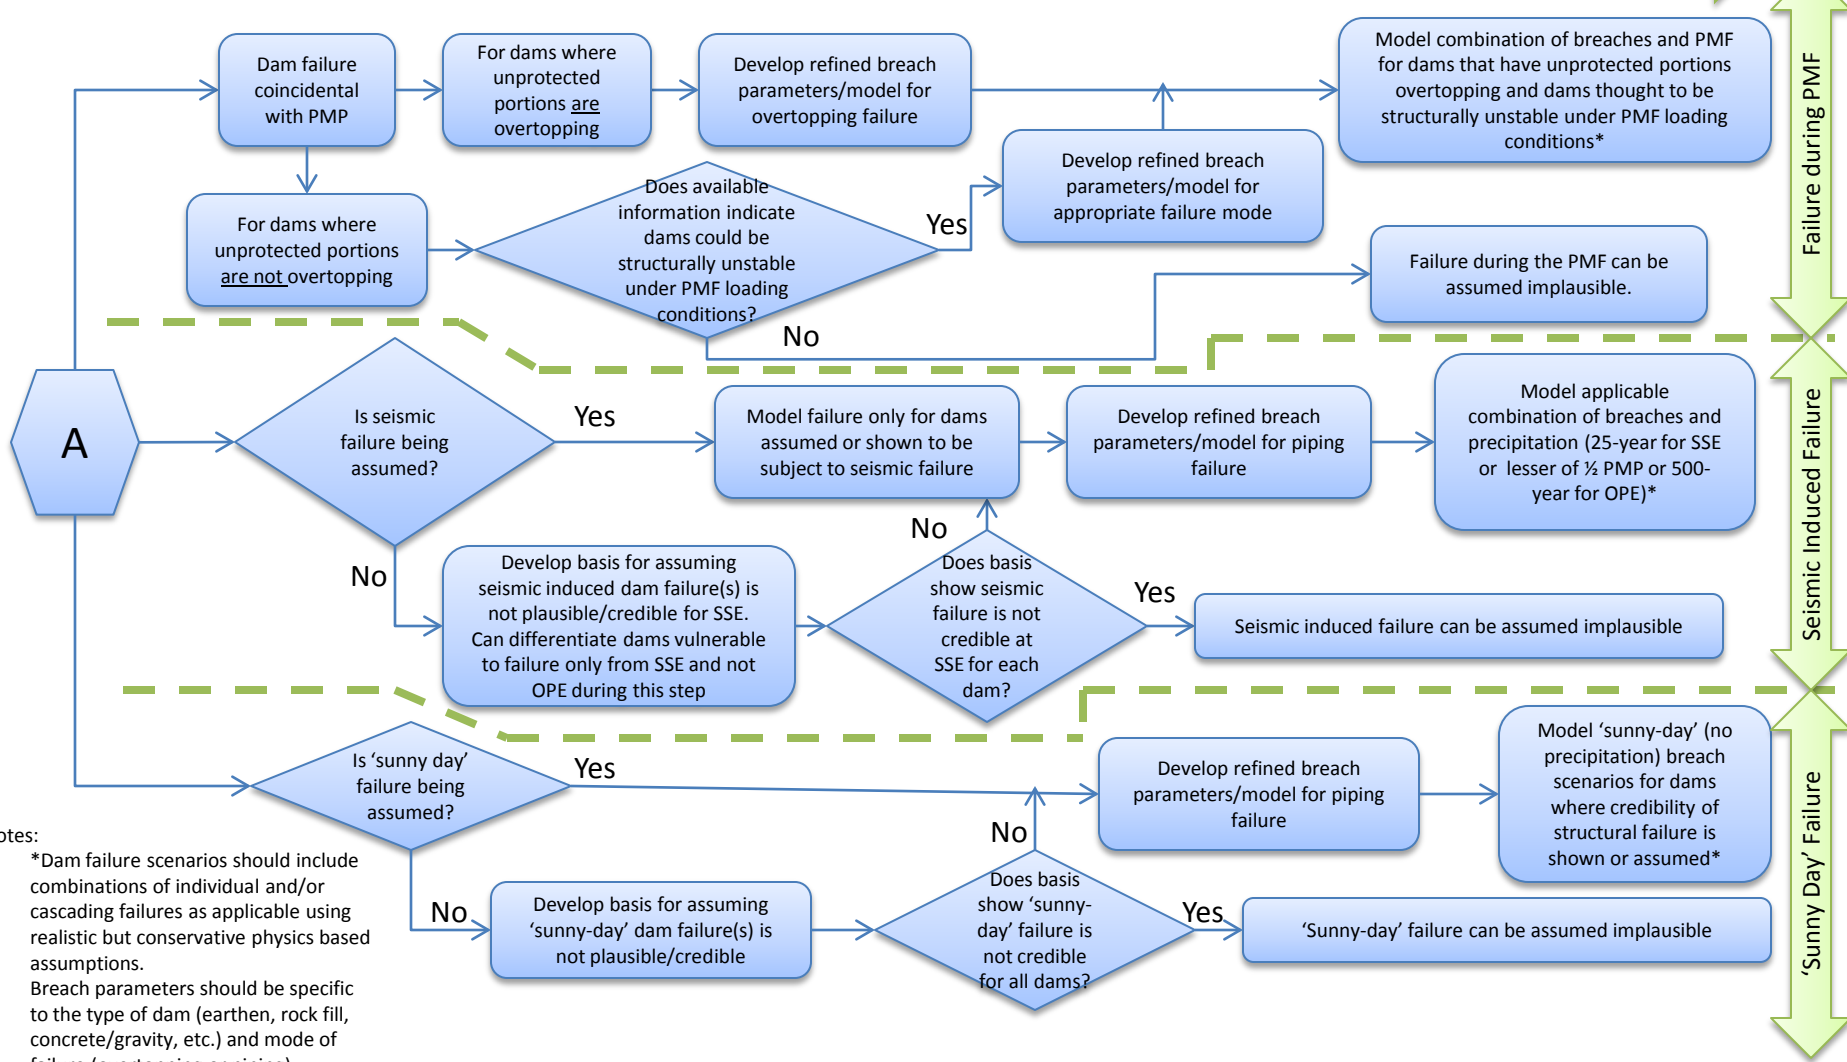 Dam failure
coincidental
with PMP
For dams where
unprotected
portions are
overtopping
Develop refined breach
parameters/model for
overtopping failure
Model combination of breaches and PMF
for dams that have unprotected portions
overtopping and dams thought to be
structurally unstable under PMF loading
conditions*
For dams where
unprotected portions
are not overtopping
Does available
information indicate
dams could be
structurally unstable
under PMF loading
conditions?
Yes
Develop refined breach
parameters/model for
appropriate failure mode
No
Failure during the PMF can be
assumed implausible.
Failure during PMF
A
Is seismic
failure being
assumed?
Yes
Model failure only for dams
assumed or shown to be
subject to seismic failure
Develop refined breach
parameters/model for piping
failure
Model applicable
combination of breaches and
precipitation (25-year for SSE
or lesser of ½ PMP or 500-
year for OPE)*
No
Develop basis for assuming
seismic induced dam failure(s) is
not plausible/credible for SSE.
Can differentiate dams vulnerable
to failure only from SSE and not
OPE during this step
No
Does basis
show seismic
failure is not
credible at
SSE for each
dam?
Yes
Seismic induced failure can be assumed implausible
Seismic Induced Failure
Is ‘sunny day’
failure being
assumed?
Yes
Develop refined breach
parameters/model for piping
failure
Model ‘sunny-day’ (no
precipitation) breach
scenarios for dams
where credibility of
structural failure is
shown or assumed*
No
Develop basis for assuming
‘sunny-day’ dam failure(s) is
not plausible/credible
No
Does basis
show ‘sunny-
day’ failure is
not credible
for all dams?
Yes
‘Sunny-day’ failure can be assumed implausible
‘Sunny Day’ Failure
otes:
*Dam failure scenarios should include
combinations of individual and/or
cascading failures as applicable using
realistic but conservative physics based
assumptions.
Breach parameters should be specific
to the type of dam (earthen, rock fill,
concrete/gravity, etc.) and mode of
failure (overtopping or piping)